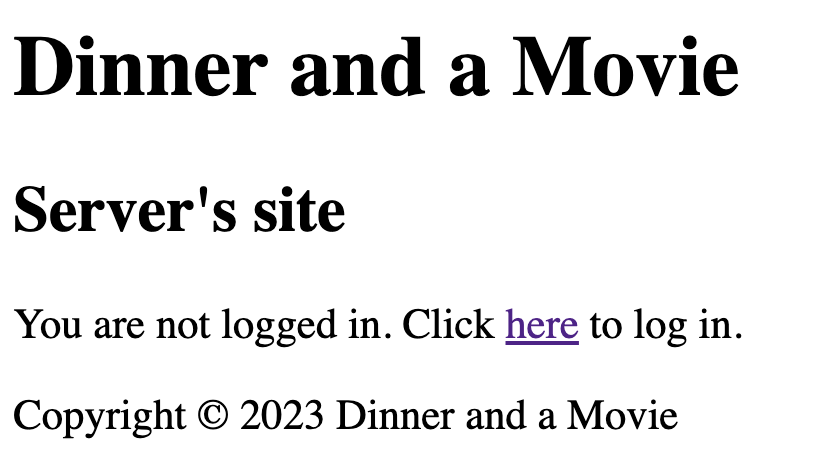 Dinner and a Movie
Server's site
You are not logged in. Click here to log in.
Copyright © 2023 Dinner and a Movie